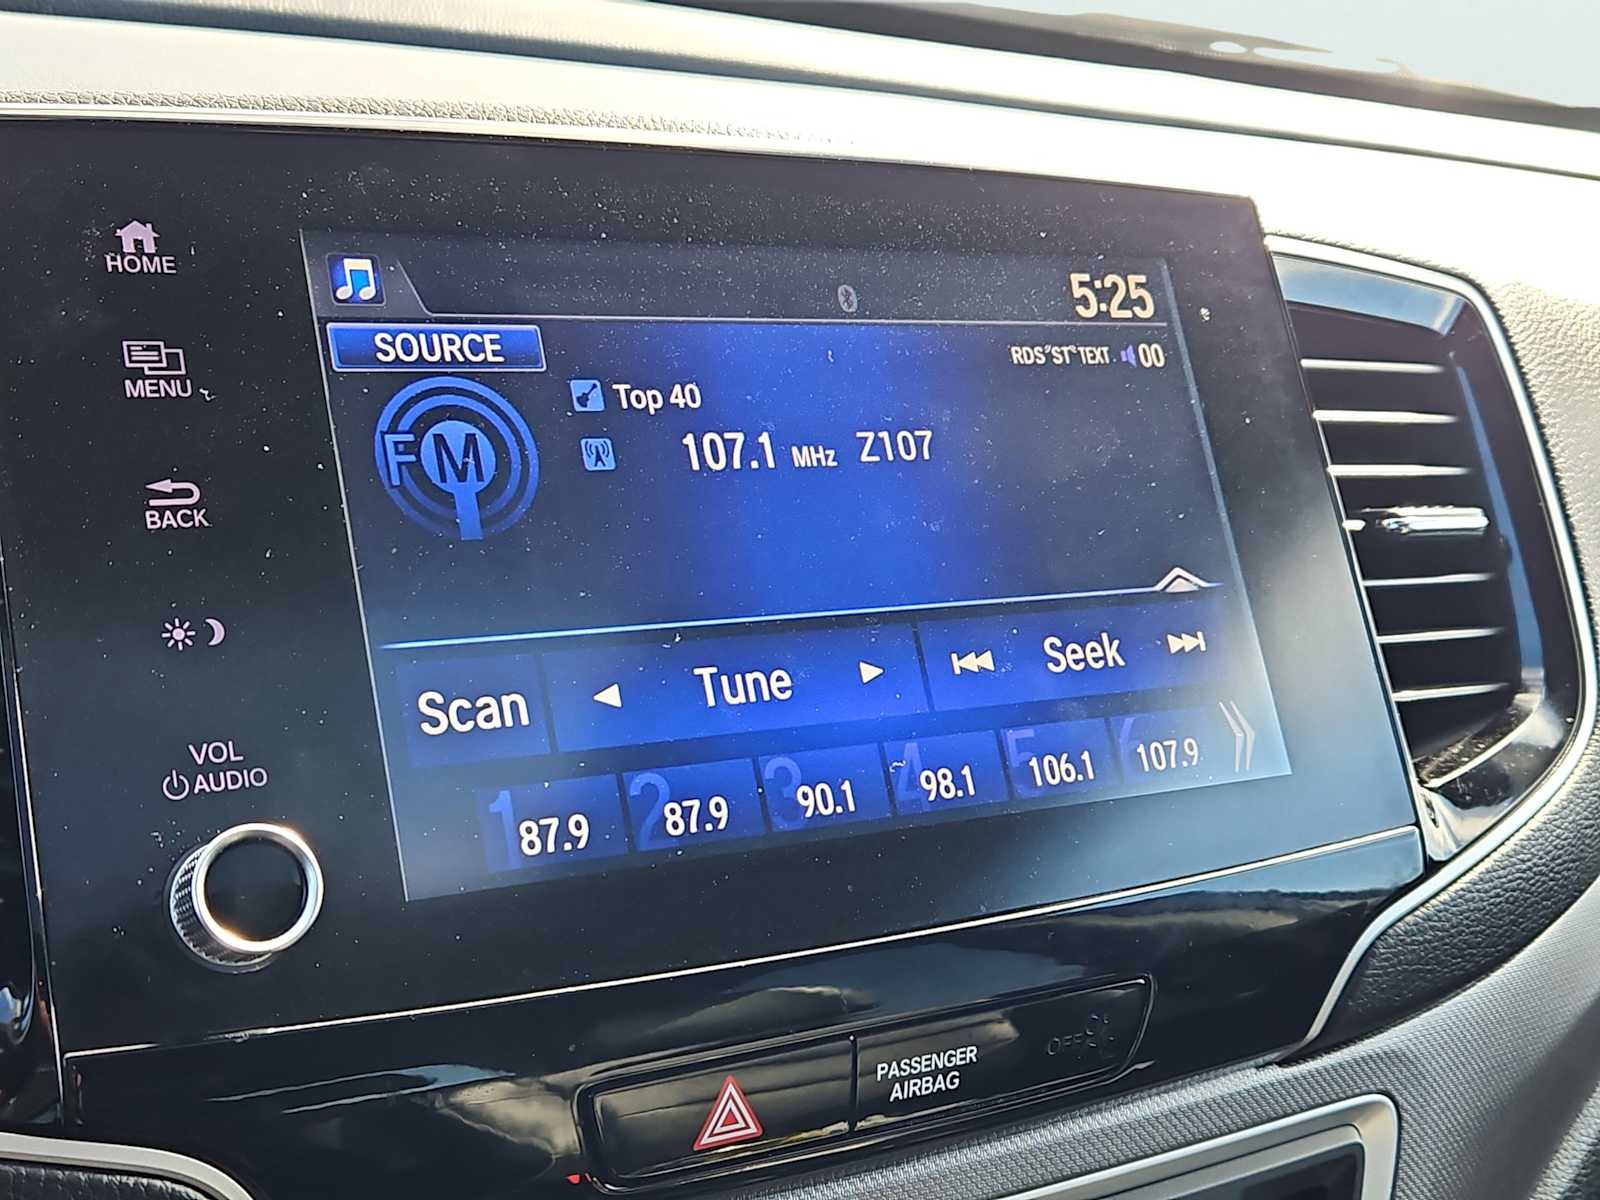 HOME
5:25
SOURCE
RDS "ST" TEXT 00
MENU
Top 40
FM
107.1 MHz Z107
BACK
Scan Tune Seek
VOL
AUDIO
1 2 3 4 5 6
87.9 87.9 90.1 98.1 106.1 107.9
PASSENGER
AIRBAG
OFF